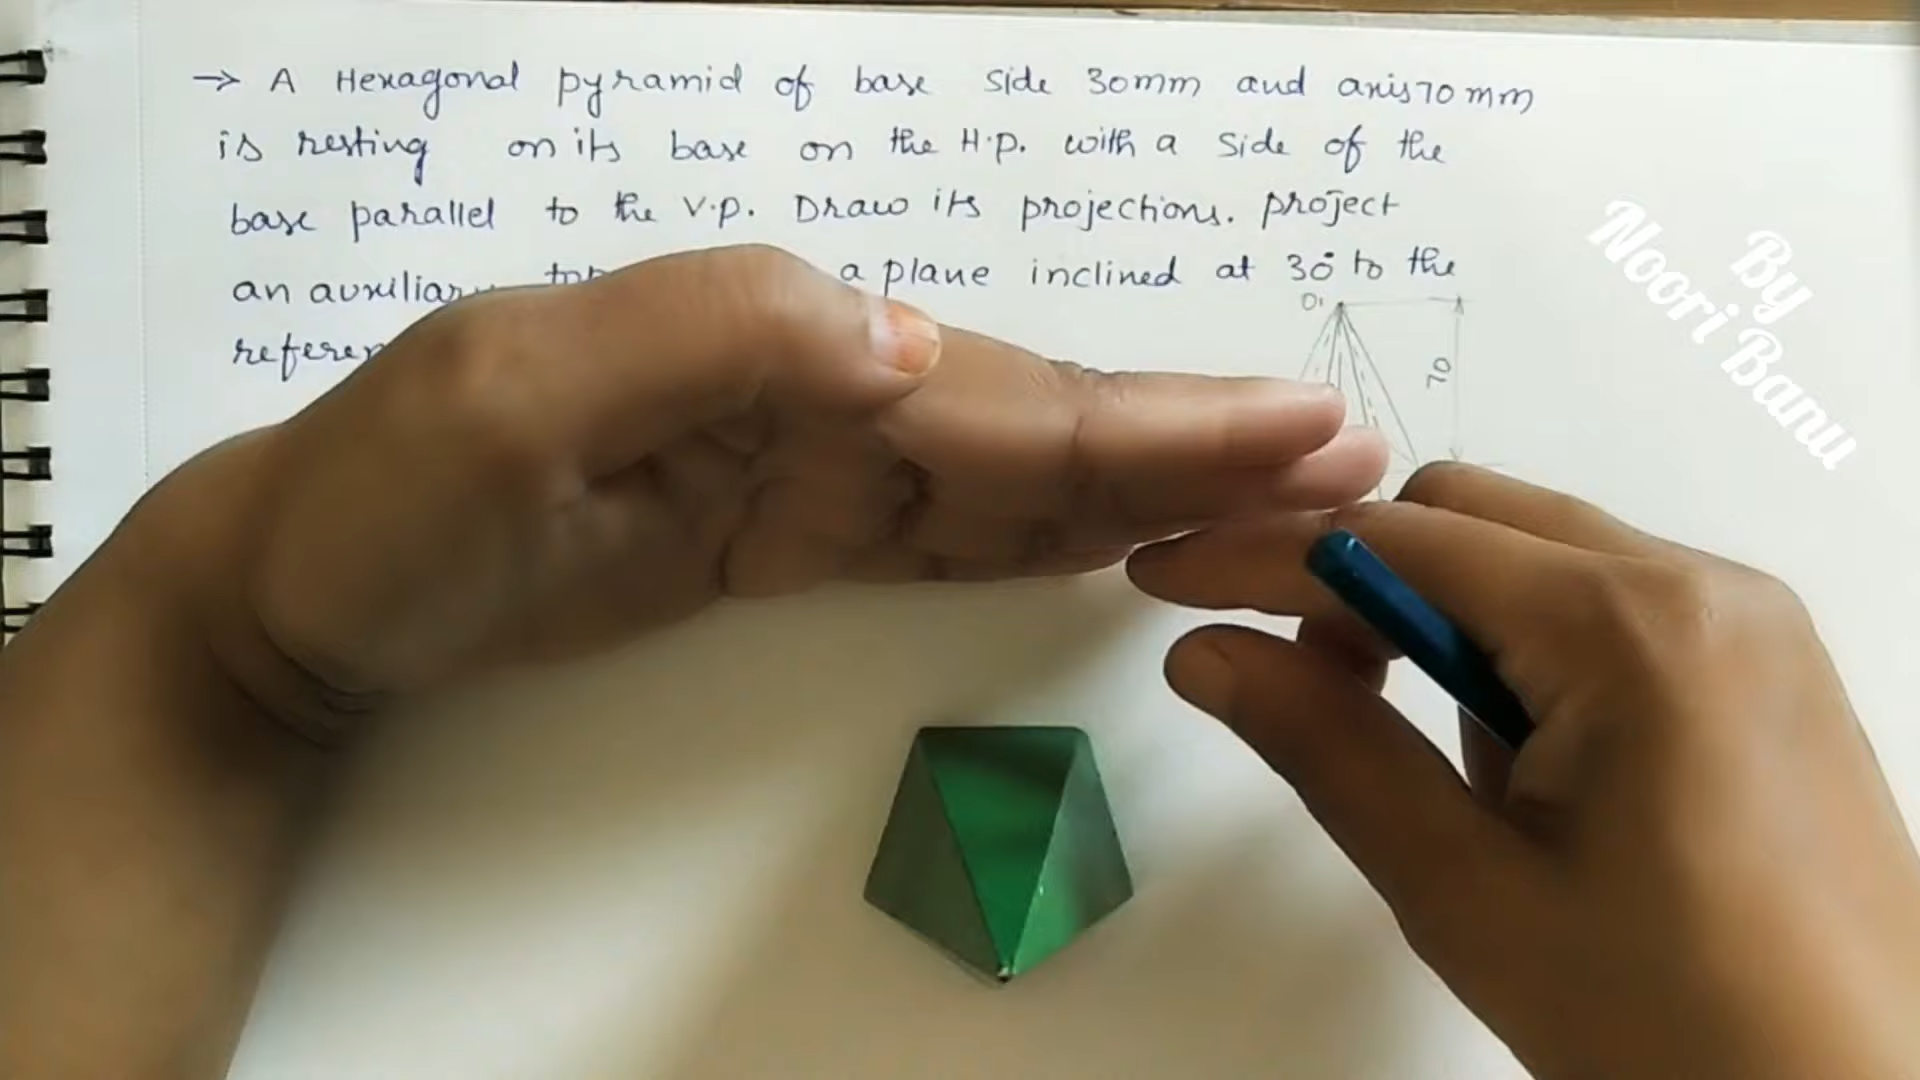 → A Hexagonal pyramid of base side 30mm and axis 70 mm
is resting on its base on the H.p. with a side of the
base parallel to the V.p. Draw its projections. project
an auxiliary top a plane inclined at 30° to the
O1
70
By
Noori Banu